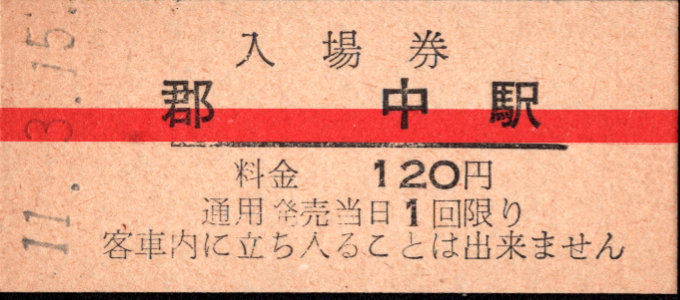 11. 3.15.
入場券
郡中駅
料金 120円
通用発売当日1回限り
客車内に立ち入ることは出来ません